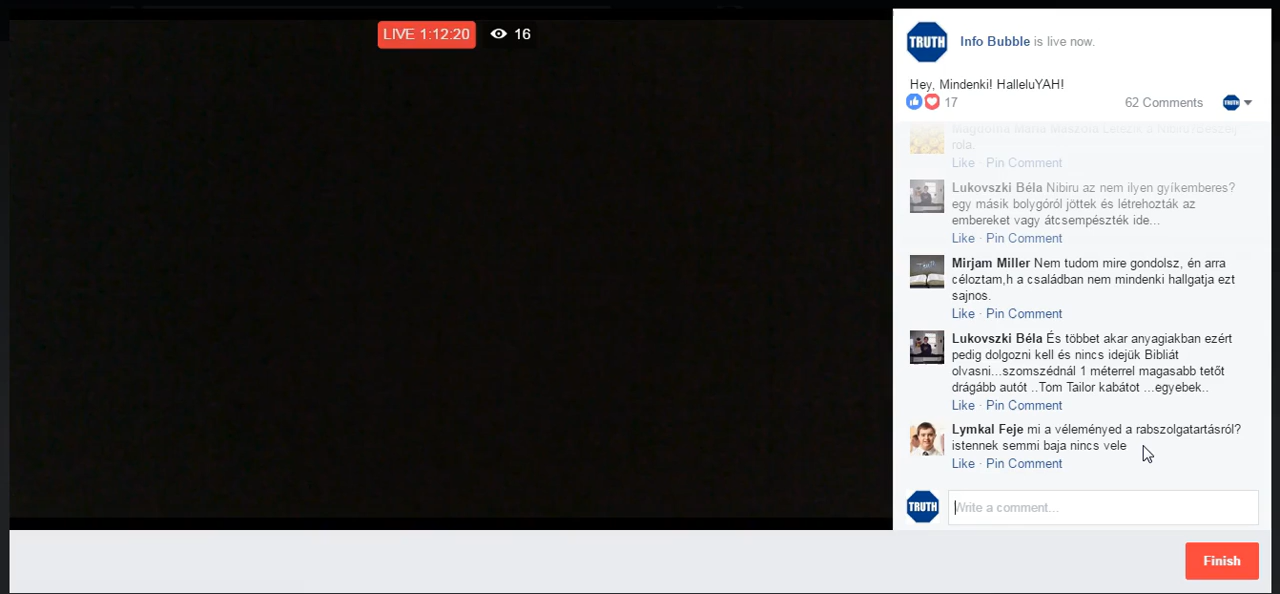 LIVE 1:12:20 16
TRUTH
Info Bubble is live now.
Hey, Mindenki! HalleluYAH!
17
62 Comments
TRUTH
Magdolna Mária
rola.
Like · Pin Comment
Lukovszki Béla Nibiru az nem ilyen gyíkemberes?
egy másik bolygóról jöttek és létrehozták az
embereket vagy átcsempészték ide...
Like · Pin Comment
Mirjam Miller Nem tudom mire gondolsz, én arra
céloztam,h a családban nem mindenki hallgatja ezt
sajnos.
Like · Pin Comment
Lukovszki Béla És többet akar anyagiakban ezért
pedig dolgozni kell és nincs idejük Bibliát
olvasni...szomszédnál 1 méterrel magasabb tetőt
drágább autót ..Tom Tailor kabátot ...egyebek..
Like · Pin Comment
Lymkal Feje mi a véleményed a rabszolgatartásról?
istennek semmi baja nincs vele
Like · Pin Comment
TRUTH
Write a comment...
Finish